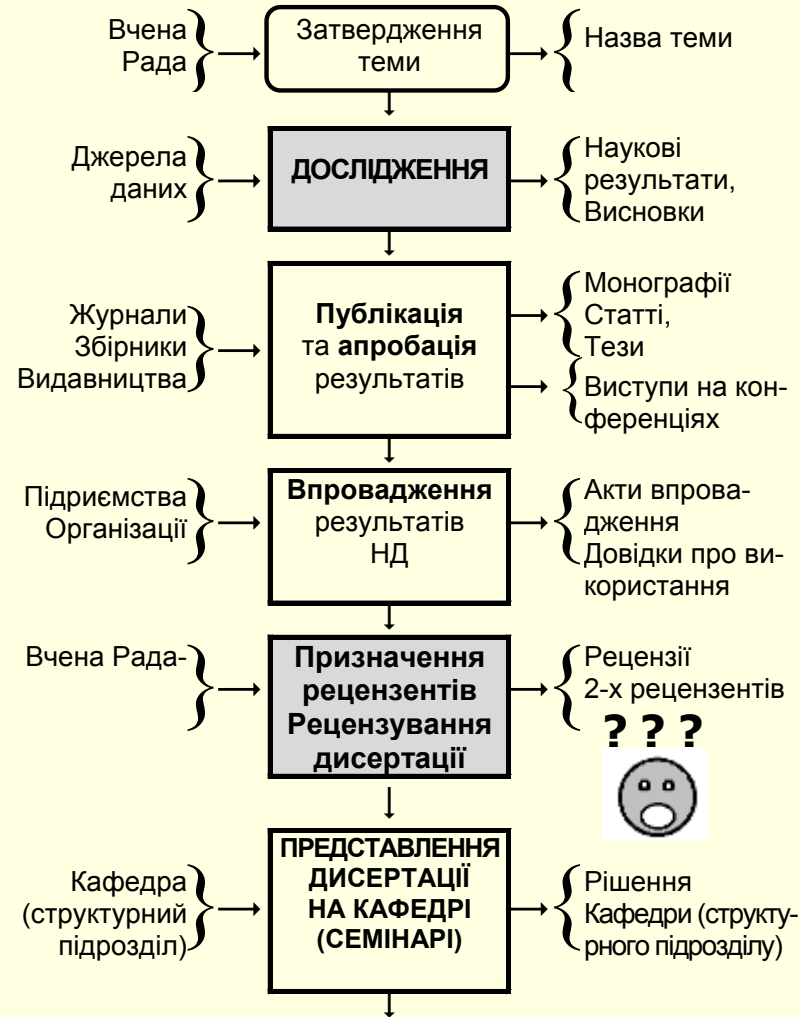 Вчена
Рада
Затвердження
теми
Назва теми
Джерела
даних
ДОСЛІДЖЕННЯ
Наукові
результати,
Висновки
Журнали
Збірники
Видавництва
Публікація
та апробація
результатів
Монографії
Статті,
Тези
Виступи на кон-
ференціях
Підриємства
Організації
Впровадження
результатів
НД
Акти впрова-
дження
Довідки про ви-
користання
Вчена Рада-
Призначення
рецензентів
Рецензування
дисертації
Рецензії
2-х рецензентів
? ? ?
Кафедра
(структурний
підрозділ)
ПРЕДСТАВЛЕННЯ
ДИСЕРТАЦІЇ
НА КАФЕДРІ
(СЕМІНАРІ)
Рішення
Кафедри (структу-
рного підрозділу)